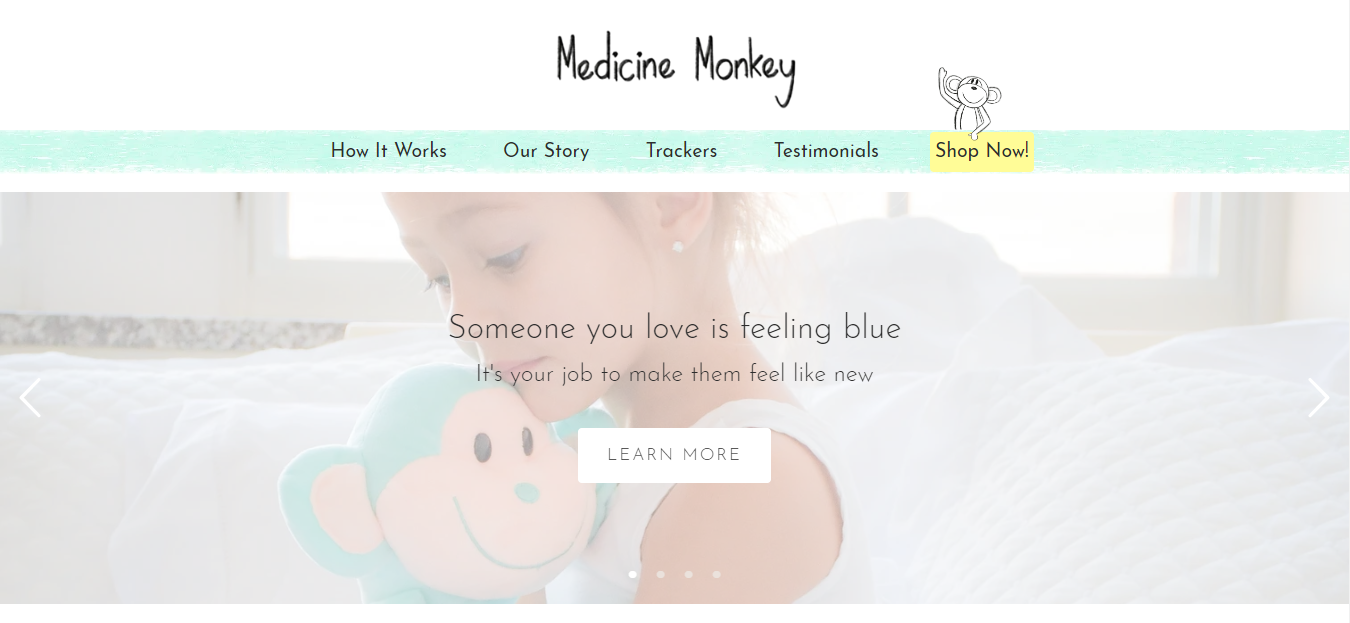 Medicine Monkey
How It Works
Our Story
Trackers
Testimonials
Shop Now!
Someone you love is feeling blue
It's your job to make them feel like new
LEARN MORE